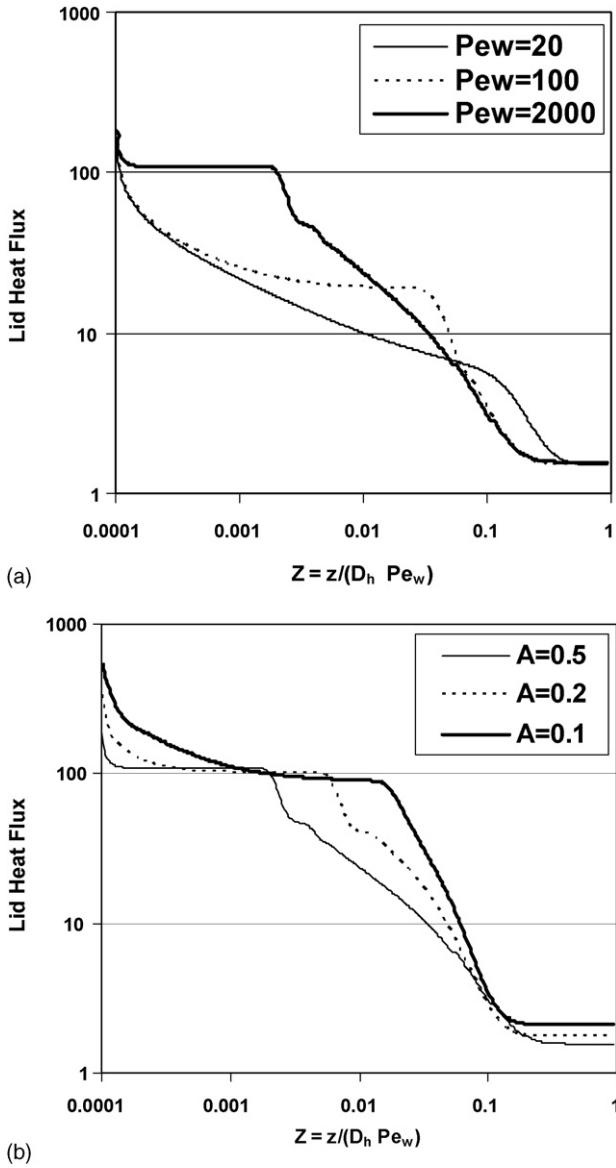 1000
100
10
1
Lid Heat Flux
Pew=20
Pew=100
Pew=2000
0.0001 0.001 0.01 0.1 1
Z = z/(Dₕ Pe_w)
(a)
1000
100
10
1
Lid Heat Flux
A=0.5
A=0.2
A=0.1
0.0001 0.001 0.01 0.1 1
Z = z/(Dₕ Pe_w)
(b)